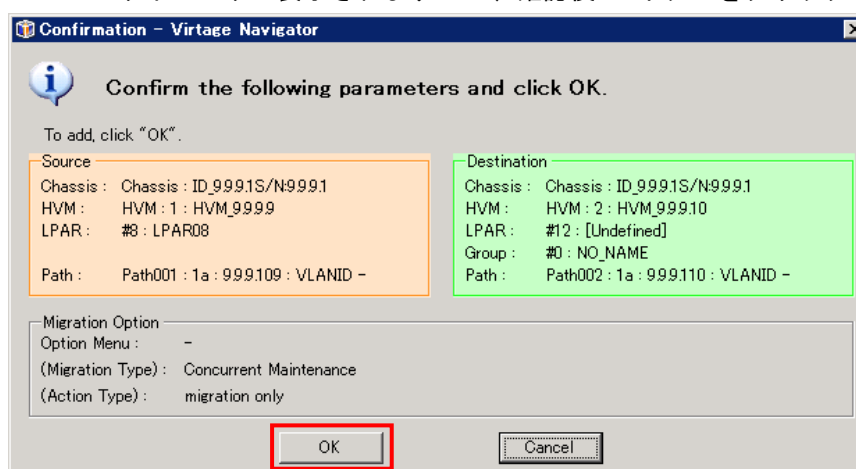 Confirmation - Virtage Navigator
Confirm the following parameters and click OK.
To add, click "OK".
Source
Chassis : Chassis : ID_9.9.9.1S/N:9.9.9.1
HVM : HVM : 1 : HVM_9.9.9.9
LPAR : #8 : LPAR08
Path : Path001 : 1a : 9.9.9.109 : VLANID -
Destination
Chassis : Chassis : ID_9.9.9.1S/N:9.9.9.1
HVM : HVM : 2 : HVM_9.9.9.10
LPAR : #12 : [Undefined]
Group : #0 : NO_NAME
Path : Path002 : 1a : 9.9.9.110 : VLANID -
Migration Option
Option Menu : -
(Migration Type) : Concurrent Maintenance
(Action Type) : migration only
OK
Cancel